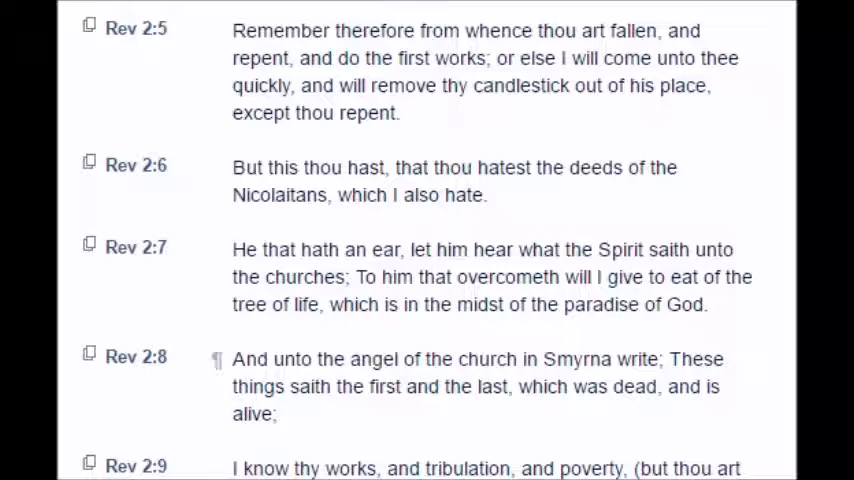 Rev 2:5 Remember therefore from whence thou art fallen, and
repent, and do the first works; or else I will come unto thee
quickly, and will remove thy candlestick out of his place,
except thou repent.
Rev 2:6 But this thou hast, that thou hatest the deeds of the
Nicolaitans, which I also hate.
Rev 2:7 He that hath an ear, let him hear what the Spirit saith unto
the churches; To him that overcometh will I give to eat of the
tree of life, which is in the midst of the paradise of God.
Rev 2:8 ¶ And unto the angel of the church in Smyrna write; These
things saith the first and the last, which was dead, and is
alive;
Rev 2:9 I know thy works, and tribulation, and poverty, (but thou art